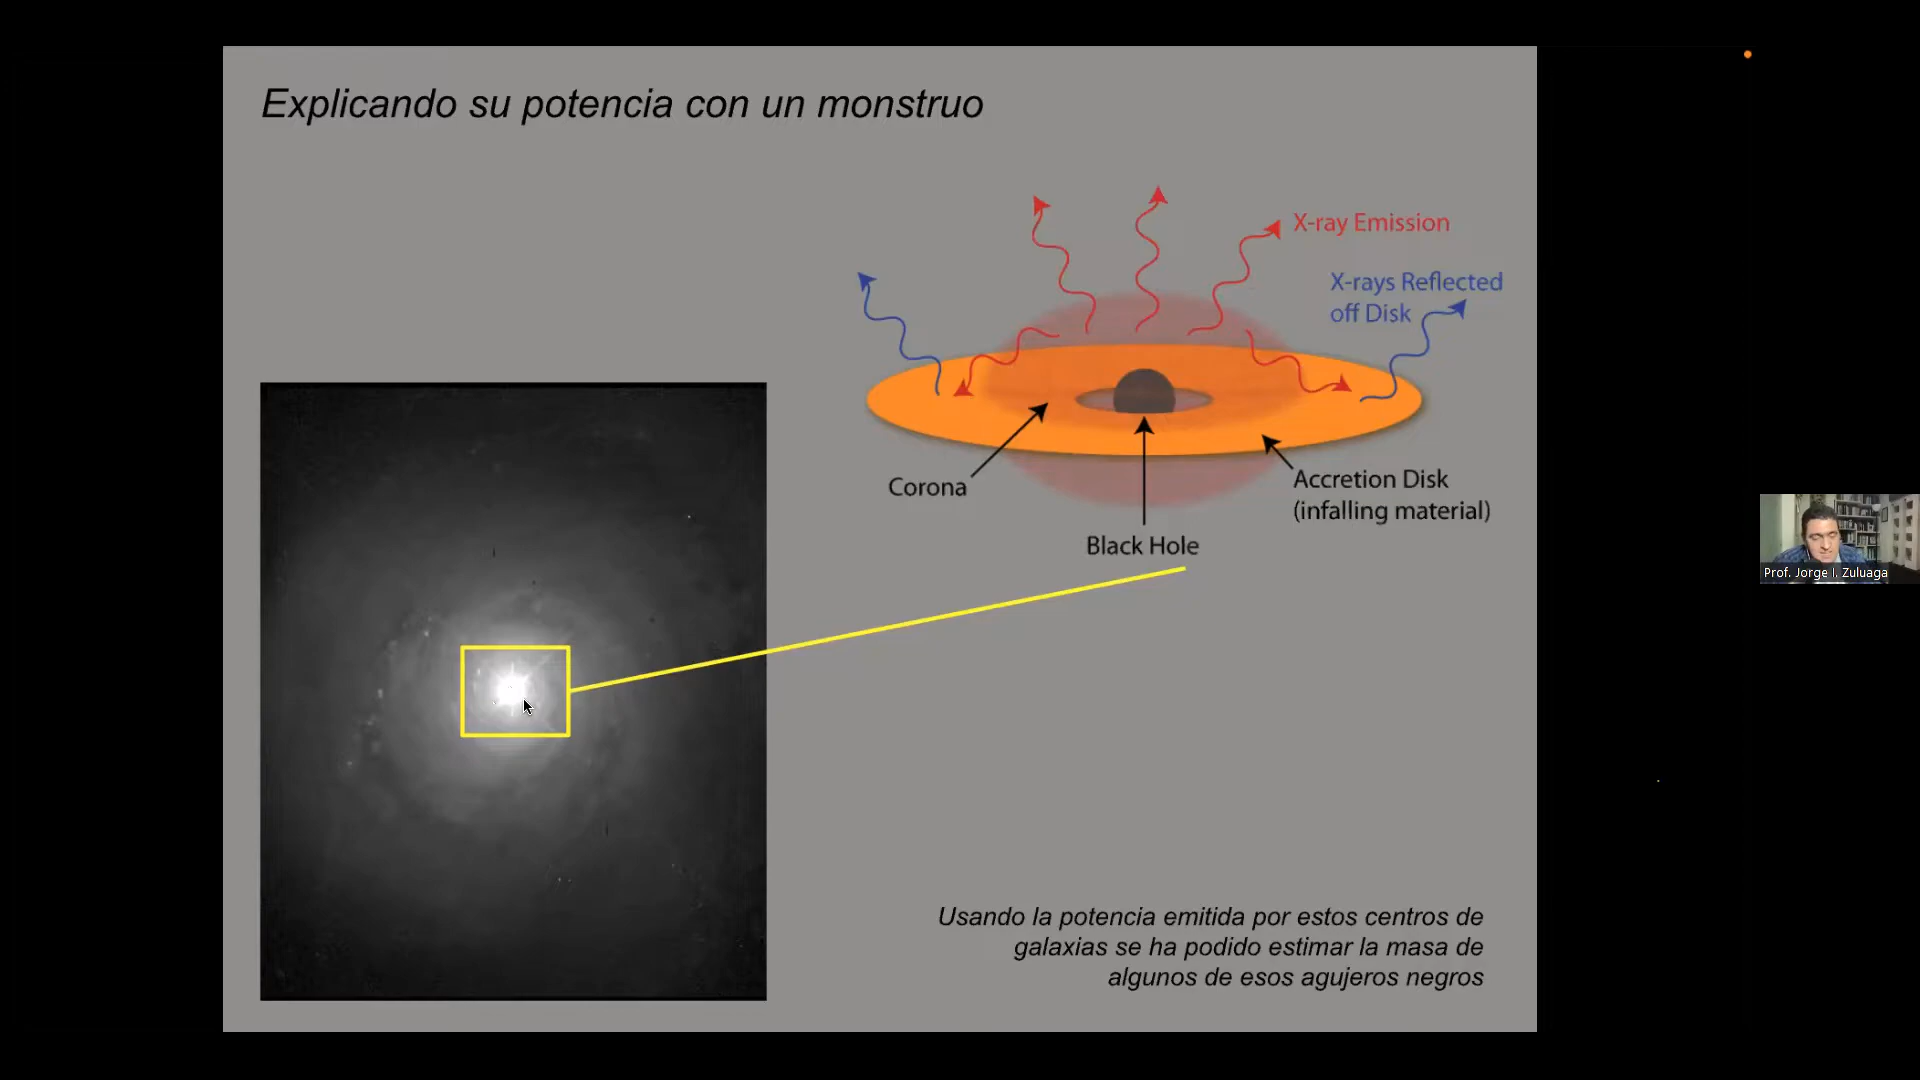 Explicando su potencia con un monstruo
X-ray Emission
X-rays Reflected
off Disk
Corona
Accretion Disk
(infalling material)
Black Hole
Prof. Jorge I. Zuluaga
Usando la potencia emitida por estos centros de
galaxias se ha podido estimar la masa de
algunos de esos agujeros negros